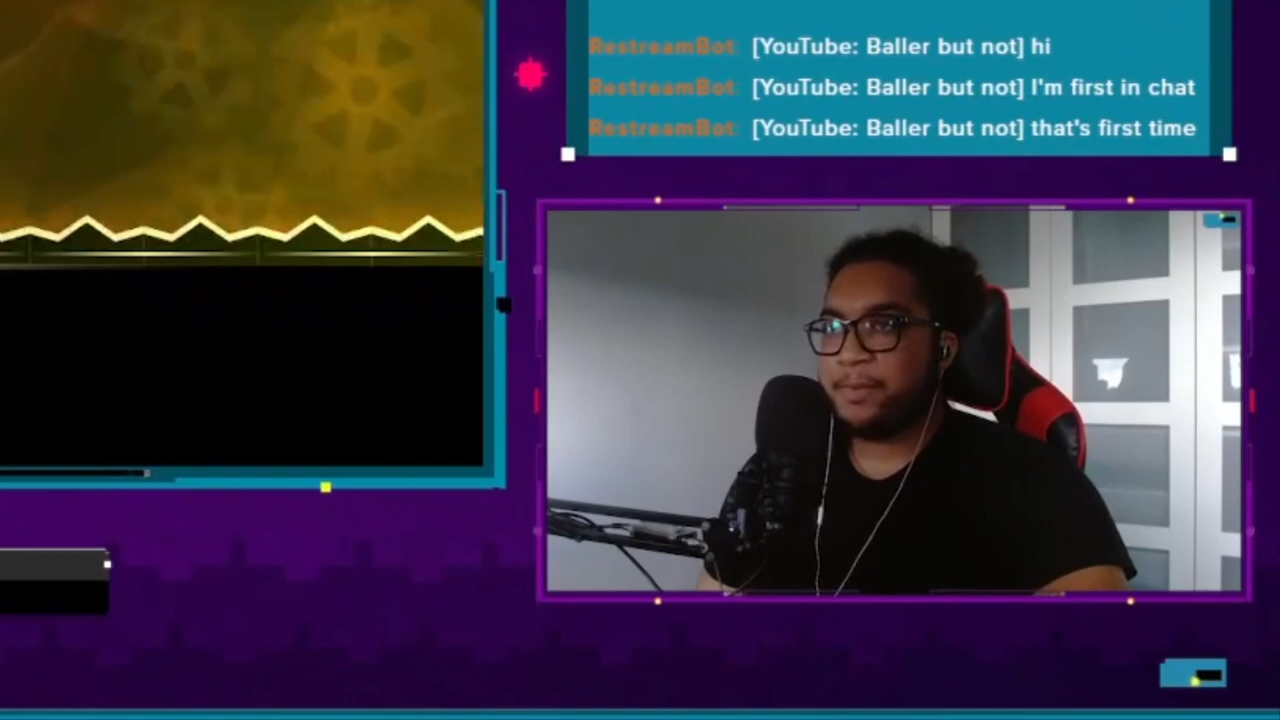 RestreamBot: [YouTube: Baller but not] hi
RestreamBot: [YouTube: Baller but not] I'm first in chat
RestreamBot: [YouTube: Baller but not] that's first time